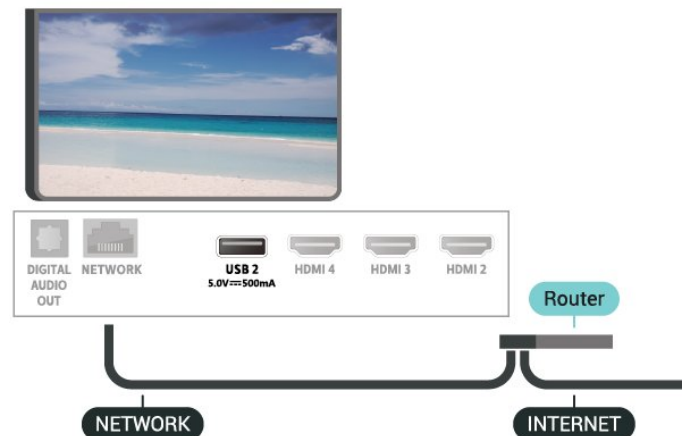 DIGITAL
AUDIO
OUT
NETWORK
USB 2
5.0V⎓500mA
HDMI 4
HDMI 3
HDMI 2
Router
NETWORK
INTERNET